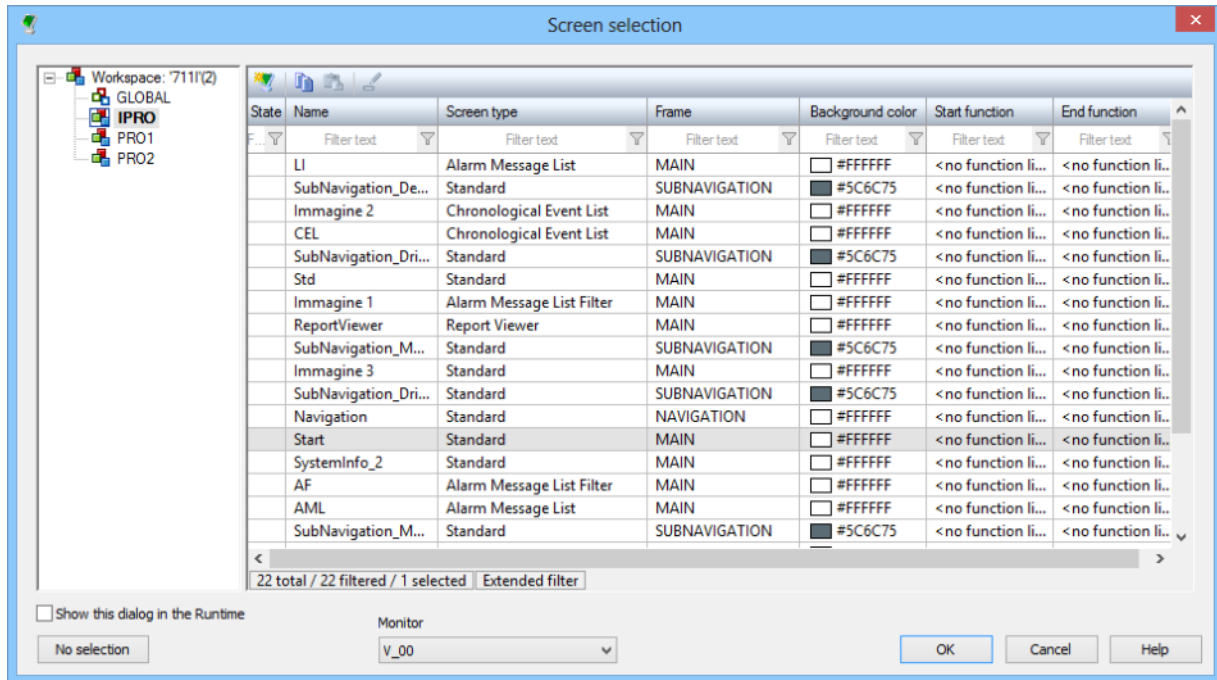 Screen selection
Workspace: '711I'(2)
GLOBAL
IPRO
PRO1
PRO2
State Name Screen type Frame Background color Start function End function
F... Filter text Filter text Filter text Filter text Filter text Filter text
LI Alarm Message List MAIN #FFFFFF <no function li... <no function li..
SubNavigation_De... Standard SUBNAVIGATION #5C6C75 <no function li... <no function li..
Immagine 2 Chronological Event List MAIN #FFFFFF <no function li... <no function li..
CEL Chronological Event List MAIN #FFFFFF <no function li... <no function li..
SubNavigation_Dri... Standard SUBNAVIGATION #5C6C75 <no function li... <no function li..
Std Standard MAIN #FFFFFF <no function li... <no function li..
Immagine 1 Alarm Message List Filter MAIN #FFFFFF <no function li... <no function li..
ReportViewer Report Viewer MAIN #FFFFFF <no function li... <no function li..
SubNavigation_M... Standard SUBNAVIGATION #5C6C75 <no function li... <no function li..
Immagine 3 Standard MAIN #FFFFFF <no function li... <no function li..
SubNavigation_Dri... Standard SUBNAVIGATION #5C6C75 <no function li... <no function li..
Navigation Standard NAVIGATION #FFFFFF <no function li... <no function li..
Start Standard MAIN #FFFFFF <no function li... <no function li..
SystemInfo_2 Standard MAIN #FFFFFF <no function li... <no function li..
AF Alarm Message List Filter MAIN #FFFFFF <no function li... <no function li..
AML Alarm Message List MAIN #FFFFFF <no function li... <no function li..
SubNavigation_M... Standard SUBNAVIGATION #5C6C75 <no function li... <no function li..
22 total / 22 filtered / 1 selected Extended filter
Show this dialog in the Runtime
Monitor
No selection V_00 OK Cancel Help